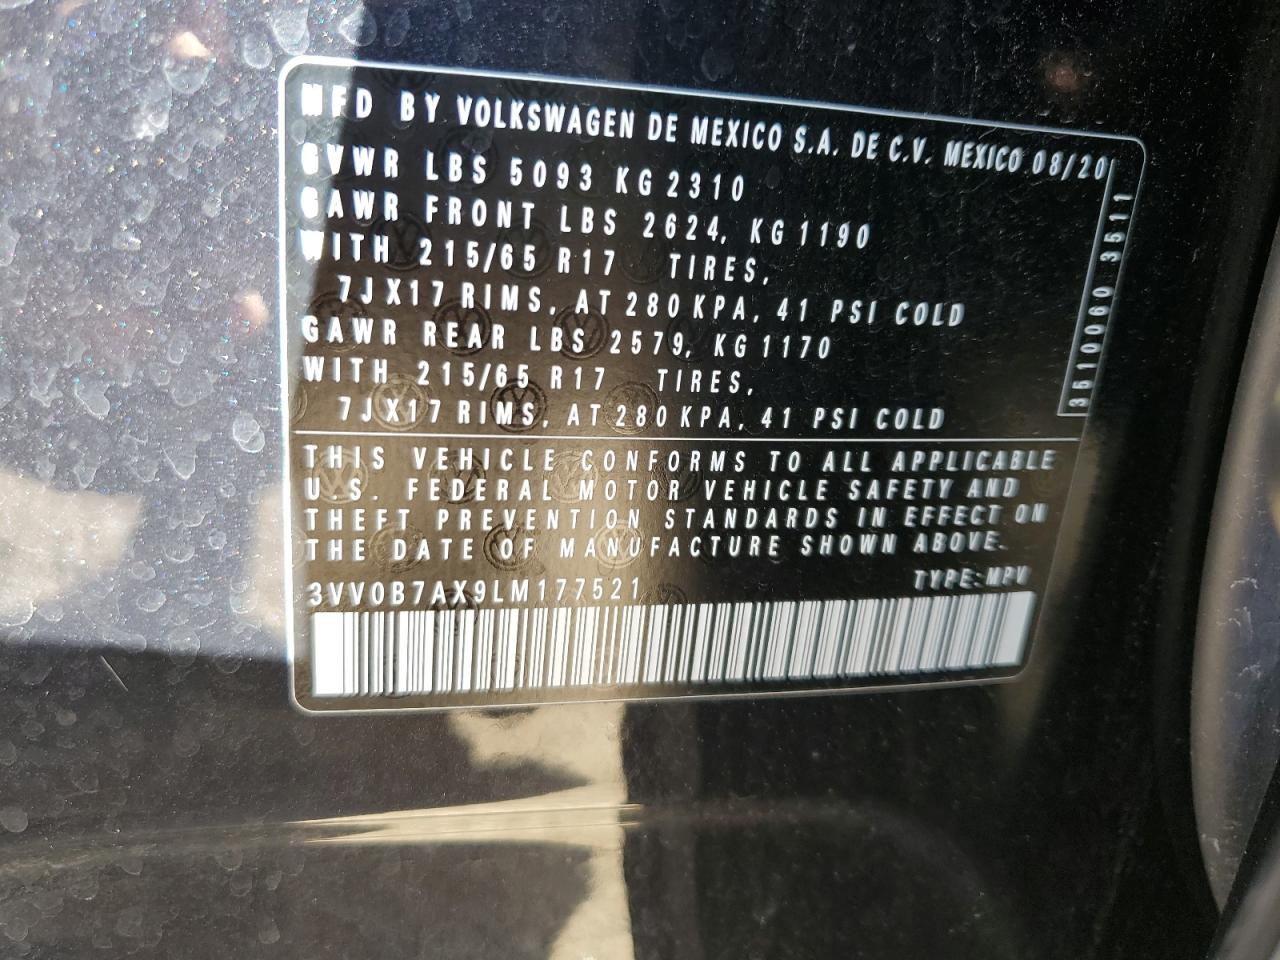 MFD BY VOLKSWAGEN DE MEXICO S.A. DE C.V. MEXICO 08/20
GVWR LBS 5093 KG 2310
GAWR FRONT LBS 2624, KG 1190
WITH 215/65 R17 TIRES,
7JX17 RIMS, AT 280 KPA, 41 PSI COLD
GAWR REAR LBS 2579, KG 1170
WITH 215/65 R17 TIRES,
7JX17 RIMS, AT 280 KPA, 41 PSI COLD
3510060 3511
THIS VEHICLE CONFORMS TO ALL APPLICABLE
U.S. FEDERAL MOTOR VEHICLE SAFETY AND
THEFT PREVENTION STANDARDS IN EFFECT ON
THE DATE OF MANUFACTURE SHOWN ABOVE.
3VV0B7AX9LM177521 TYPE:MPV